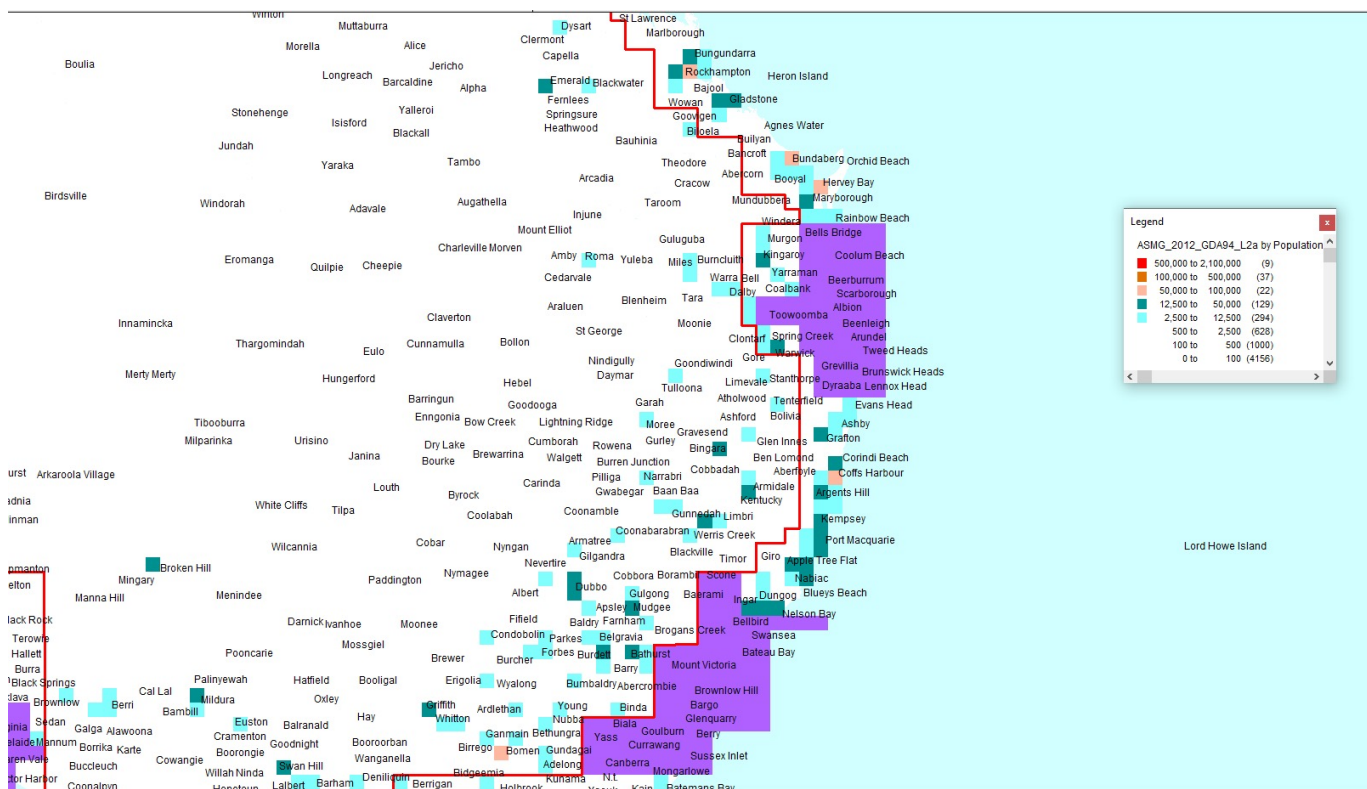 Winton
Muttaburra
Dysart
St Lawrence
Marlborough
Clermont
Morella
Alice
Capella
Bungundarra
Boulia
Longreach
Jericho
Barcaldine
Alpha
Emerald
Blackwater
Rockhampton
Heron Island
Bajool
Fernlees
Wowan
Gladstone
Stonehenge
Yalleroi
Springsure
Goovigen
Isisford
Blackall
Heathwood
Biloela
Agnes Water
Jundah
Bauhinia
Builyan
Yaraka
Tambo
Theodore
Bancroft
Bundaberg
Orchid Beach
Arcadia
Cracow
Abercorn
Booyal
Hervey Bay
Birdsville
Windorah
Adavale
Augathella
Taroom
Mundubbera
Maryborough
Injune
Windera
Rainbow Beach
Mount Elliot
Bells Bridge
Guluguba
Murgon
Charleville
Morven
Eromanga
Quilpie
Cheepie
Amby
Roma
Yuleba
Miles
Burncluith
Kingaroy
Coolum Beach
Cedarvale
Warra
Bell
Yarraman
Beerburrum
Araluen
Blenheim
Tara
Dalby
Coalbank
Scarborough
Albion
Innamincka
Claverton
St George
Moonie
Toowoomba
Beenleigh
Thargomindah
Cunnamulla
Bollon
Clontarf
Spring Creek
Arundel
Eulo
Nindigully
Goondiwindi
Gore
Warwick
Tweed Heads
Merty Merty
Hungerford
Hebel
Daymar
Tulloona
Limevale
Stanthorpe
Grevillia
Brunswick Heads
Dyraaba
Lennox Head
Barringun
Goodooga
Garah
Atholwood
Tenterfield
Evans Head
Tibooburra
Enngonia
Bow Creek
Lightning Ridge
Moree
Ashford
Bolivia
Ashby
Milparinka
Urisino
Dry Lake
Cumborah
Rowena
Gurley
Gravesend
Glen Innes
Grafton
Janina
Bourke
Brewarrina
Walgett
Burren Junction
Bingara
Ben Lomond
Corindi Beach
Arkaroola Village
Pilliga
Narrabri
Cobbadah
Aberfoyle
Coffs Harbour
Louth
Byrock
Carinda
Gwabegar
Baan Baa
Armidale
Argents Hill
White Cliffs
Tilpa
Coolabah
Coonamble
Kentucky
Gunnedah
Limbri
Kempsey
Wilcannia
Cobar
Nyngan
Armatree
Coonabarabran
Werris Creek
Port Macquarie
Lord Howe Island
Gilgandra
Blackville
Timor
Giro
Apple Tree Flat
Broken Hill
Mingary
Paddington
Nymagee
Nevertire
Cobbora
Borambil
Scone
Nabiac
Manna Hill
Menindee
Albert
Dubbo
Gulgong
Baerami
Ingar
Dungog
Blueys Beach
Apsley
Mudgee
Nelson Bay
Darnick
Ivanhoe
Moonee
Fifield
Baldry
Farnham
Bellbird
Terowie
Mossgiel
Condobolin
Parkes
Belgravia
Brogans Creek
Swansea
Hallett
Pooncarie
Brewer
Burcher
Forbes
Burdett
Bathurst
Bateau Bay
Burra
Mount Victoria
Barry
Black Springs
Palinyewah
Hatfield
Booligal
Erigolia
Wyalong
Bumbaldry
Abercrombie
Brownlow
Cal Lal
Mildura
Oxley
Brownlow Hill
Berri
Bambill
Griffith
Ardlethan
Young
Binda
Bargo
Sedan
Galga
Alawoona
Euston
Balranald
Hay
Whitton
Nubba
Biala
Glenquarry
Mannum
Borrika
Karte
Cramenton
Goodnight
Booroorban
Ganmain
Bethungra
Yass
Goulburn
Berry
Boorongie
Birrego
Bomen
Gundagai
Currawang
Buccleuch
Cowangie
Wanganella
Adelong
Canberra
Sussex Inlet
Willah
Ninda
Swan Hill
Deniliquin
Bidgeemia
Kunama
N.t.
Mongarlowe
Coonalpyn
Lalbert
Barham
Berrigan
Holbrook
Batemans Bay
Legend
x
ASMG_2012_GDA94_L2a by Population
500,000 to 2,100,000 (9)
100,000 to 500,000 (37)
50,000 to 100,000 (22)
12,500 to 50,000 (129)
2,500 to 12,500 (294)
500 to 2,500 (628)
100 to 500 (1000)
0 to 100 (4156)